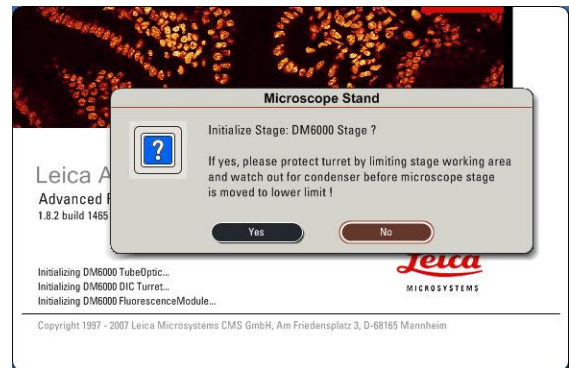 Microscope Stand
Initialize Stage: DM6000 Stage ?
If yes, please protect turret by limiting stage working area
and watch out for condenser before microscope stage
is moved to lower limit !
Yes
No
Leica A
Advanced
1.8.2 build 1465
Leica
MICROSYSTEMS
Initializing DM6000 TubeOptic...
Initializing DM6000 DIC Turret...
Initializing DM6000 FluorescenceModule...
Copyright 1997 - 2007 Leica Microsystems CMS GmbH, Am Friedensplatz 3, D-68165 Mannheim